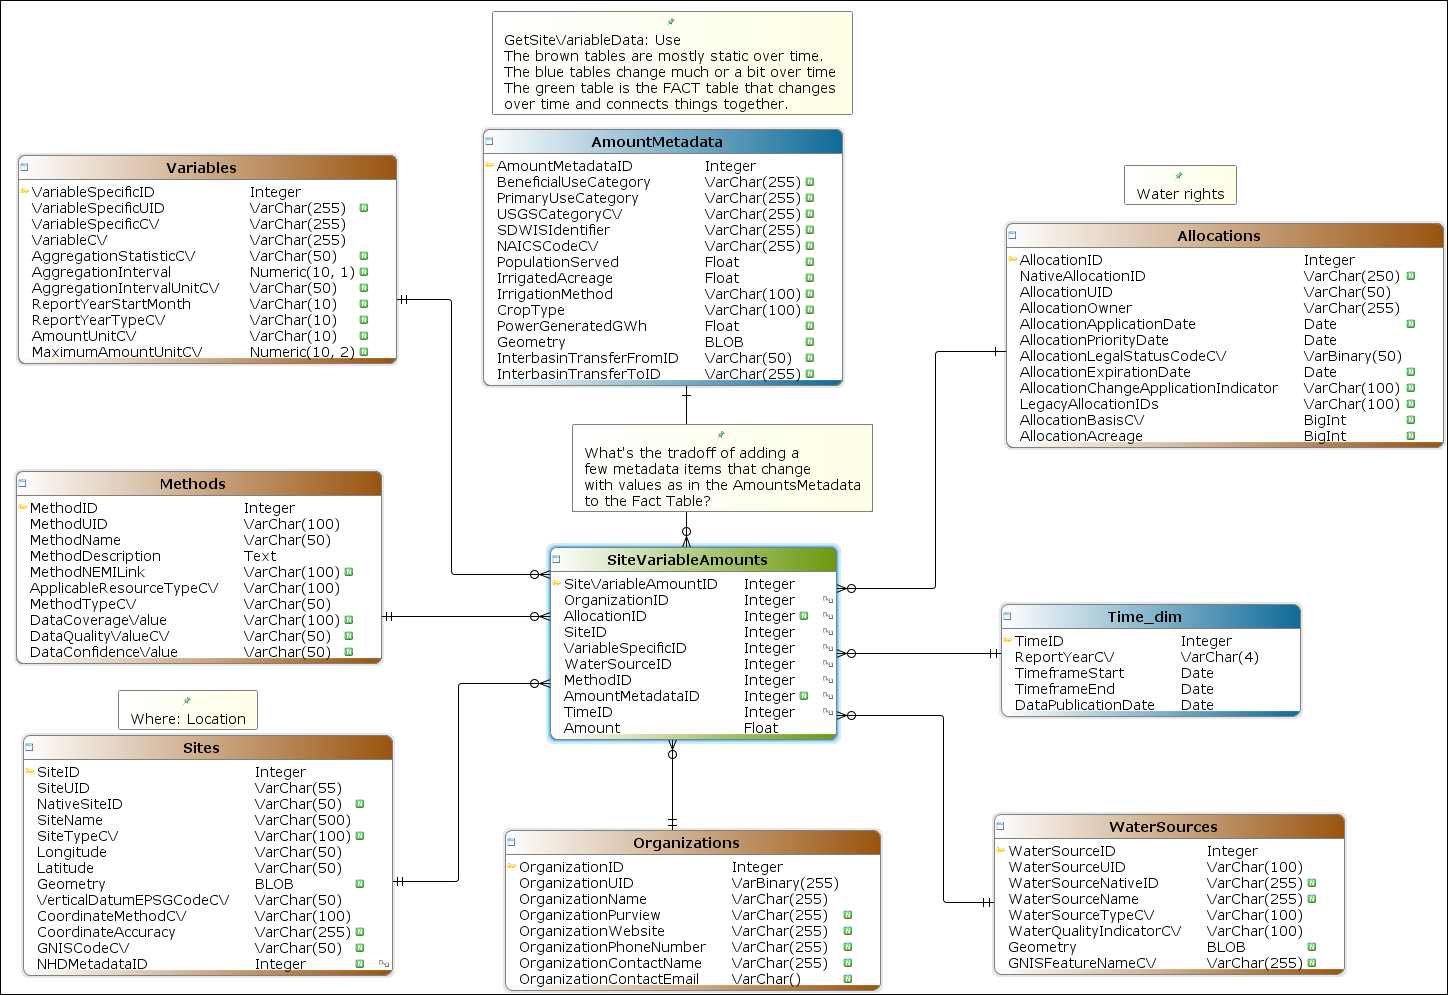 GetSiteVariableData: Use
The brown tables are mostly static over time.
The blue tables change much or a bit over time
The green table is the FACT table that changes
over time and connects things together.
Variables
VariableSpecificID Integer
VariableSpecificUID VarChar(255) N
VariableSpecificCV VarChar(255)
VariableCV VarChar(255)
AggregationStatisticCV VarChar(50) N
AggregationInterval Numeric(10, 1) N
AggregationIntervalUnitCV VarChar(50) N
ReportYearStartMonth VarChar(10) N
ReportYearTypeCV VarChar(10) N
AmountUnitCV VarChar(10) N
MaximumAmountUnitCV Numeric(10, 2) N
AmountMetadata
AmountMetadataID Integer
BeneficialUseCategory VarChar(255) N
PrimaryUseCategory VarChar(255) N
USGSCategoryCV VarChar(255) N
SDWISIdentifier VarChar(255) N
NAICSCodeCV VarChar(255) N
PopulationServed Float N
IrrigatedAcreage Float N
IrrigationMethod VarChar(100) N
CropType VarChar(100) N
PowerGeneratedGWh Float N
Geometry BLOB N
InterbasinTransferFromID VarChar(50) N
InterbasinTransferToID VarChar(255) N
Water rights
Allocations
AllocationID Integer
NativeAllocationID VarChar(250) N
AllocationUID VarChar(50)
AllocationOwner VarChar(255)
AllocationApplicationDate Date N
AllocationPriorityDate Date
AllocationLegalStatusCodeCV VarBinary(50)
AllocationExpirationDate Date N
AllocationChangeApplicationIndicator VarChar(100) N
LegacyAllocationIDs VarChar(100) N
AllocationBasisCV BigInt N
AllocationAcreage BigInt N
What's the tradoff of adding a
few metadata items that change
with values as in the AmountsMetadata
to the Fact Table?
Methods
MethodID Integer
MethodUID VarChar(100)
MethodName VarChar(50)
MethodDescription Text
MethodNEMILink VarChar(100) N
ApplicableResourceTypeCV VarChar(100)
MethodTypeCV VarChar(50)
DataCoverageValue VarChar(100) N
DataQualityValueCV VarChar(50) N
DataConfidenceValue VarChar(50) N
SiteVariableAmounts
SiteVariableAmountID Integer
OrganizationID Integer
AllocationID Integer N
SiteID Integer
VariableSpecificID Integer
WaterSourceID Integer
MethodID Integer
AmountMetadataID Integer N
TimeID Integer
Amount Float
Time_dim
TimeID Integer
ReportYearCV VarChar(4)
TimeframeStart Date
TimeframeEnd Date
DataPublicationDate Date
Where: Location
Sites
SiteID Integer
SiteUID VarChar(55)
NativeSiteID VarChar(50) N
SiteName VarChar(500)
SiteTypeCV VarChar(100) N
Longitude VarChar(50)
Latitude VarChar(50)
Geometry BLOB N
VerticalDatumEPSGCodeCV VarChar(50)
CoordinateMethodCV VarChar(100)
CoordinateAccuracy VarChar(255) N
GNISCodeCV VarChar(50) N
NHDMetadataID Integer N
Organizations
OrganizationID Integer
OrganizationUID VarBinary(255)
OrganizationName VarChar(255)
OrganizationPurview VarChar(255) N
OrganizationWebsite VarChar(255) N
OrganizationPhoneNumber VarChar(255) N
OrganizationContactName VarChar(255) N
OrganizationContactEmail VarChar() N
WaterSources
WaterSourceID Integer
WaterSourceUID VarChar(100)
WaterSourceNativeID VarChar(255) N
WaterSourceName VarChar(255) N
WaterSourceTypeCV VarChar(100)
WaterQualityIndicatorCV VarChar(100)
Geometry BLOB N
GNISFeatureNameCV VarChar(255) N